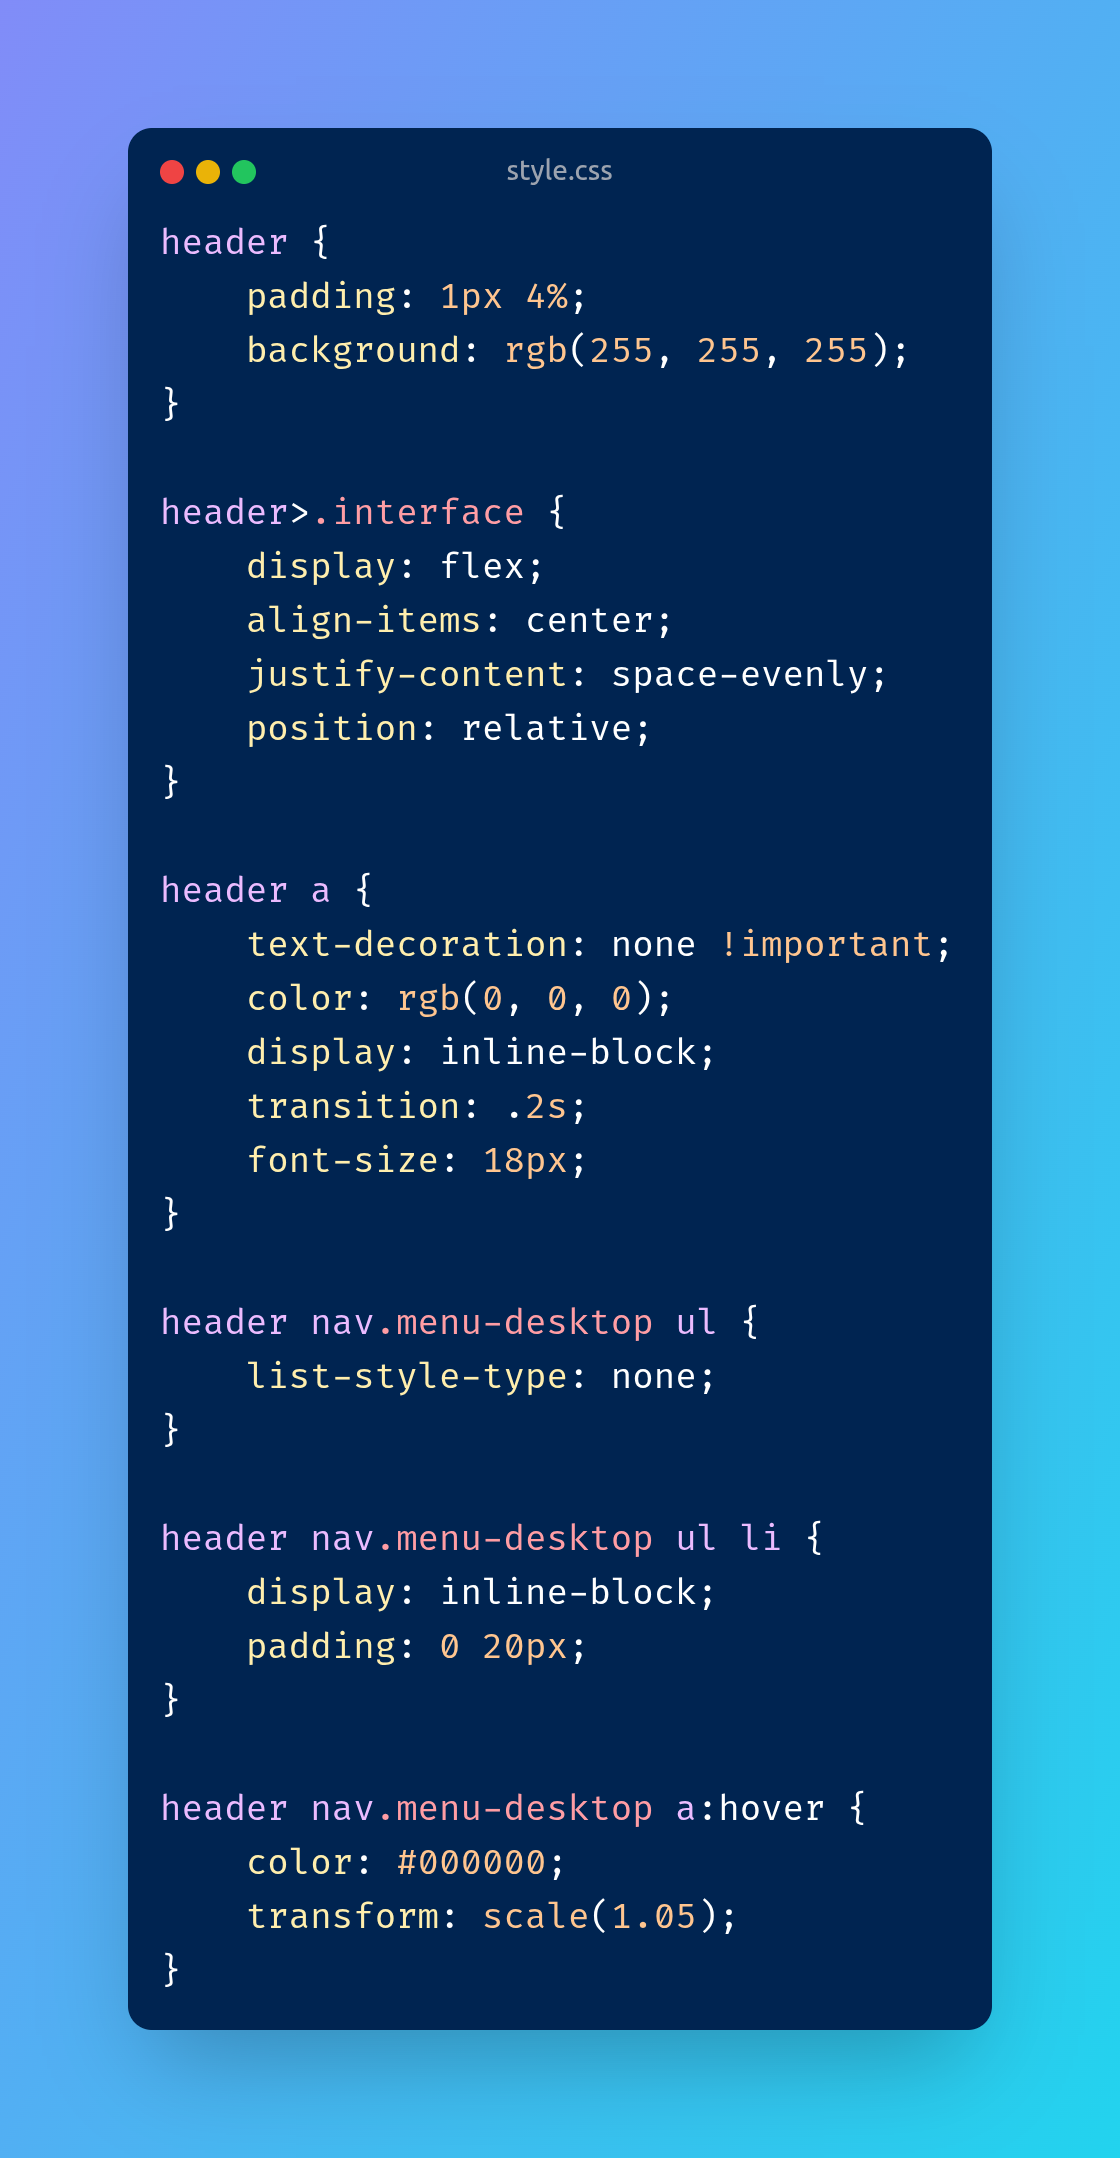 style.css
header {
    padding: 1px 4%;
    background: rgb(255, 255, 255);
}

header>.interface {
    display: flex;
    align-items: center;
    justify-content: space-evenly;
    position: relative;
}

header a {
    text-decoration: none !important;
    color: rgb(0, 0, 0);
    display: inline-block;
    transition: .2s;
    font-size: 18px;
}

header nav.menu-desktop ul {
    list-style-type: none;
}

header nav.menu-desktop ul li {
    display: inline-block;
    padding: 0 20px;
}

header nav.menu-desktop a:hover {
    color: #000000;
    transform: scale(1.05);
}